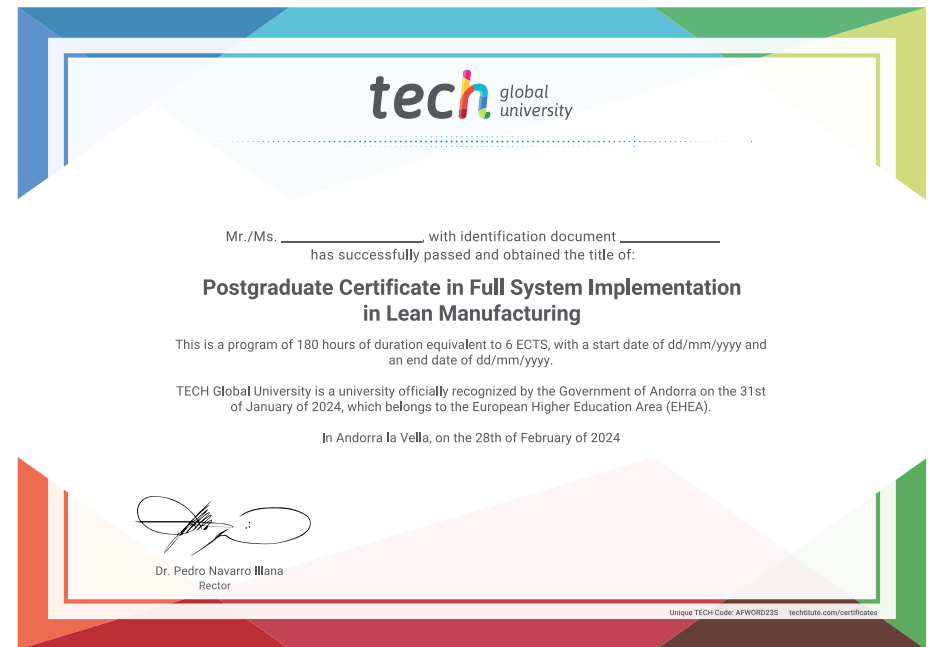 tech global
university
Mr./Ms. ____________, with identification document ____________
has successfully passed and obtained the title of:
Postgraduate Certificate in Full System Implementation
in Lean Manufacturing
This is a program of 180 hours of duration equivalent to 6 ECTS, with a start date of dd/mm/yyyy and
an end date of dd/mm/yyyy.
TECH Global University is a university officially recognized by the Government of Andorra on the 31st
of January of 2024, which belongs to the European Higher Education Area (EHEA).
In Andorra la Vella, on the 28th of February of 2024
Dr. Pedro Navarro Illana
Rector
Unique TECH Code: AFWORD23S techtitute.com/certificates